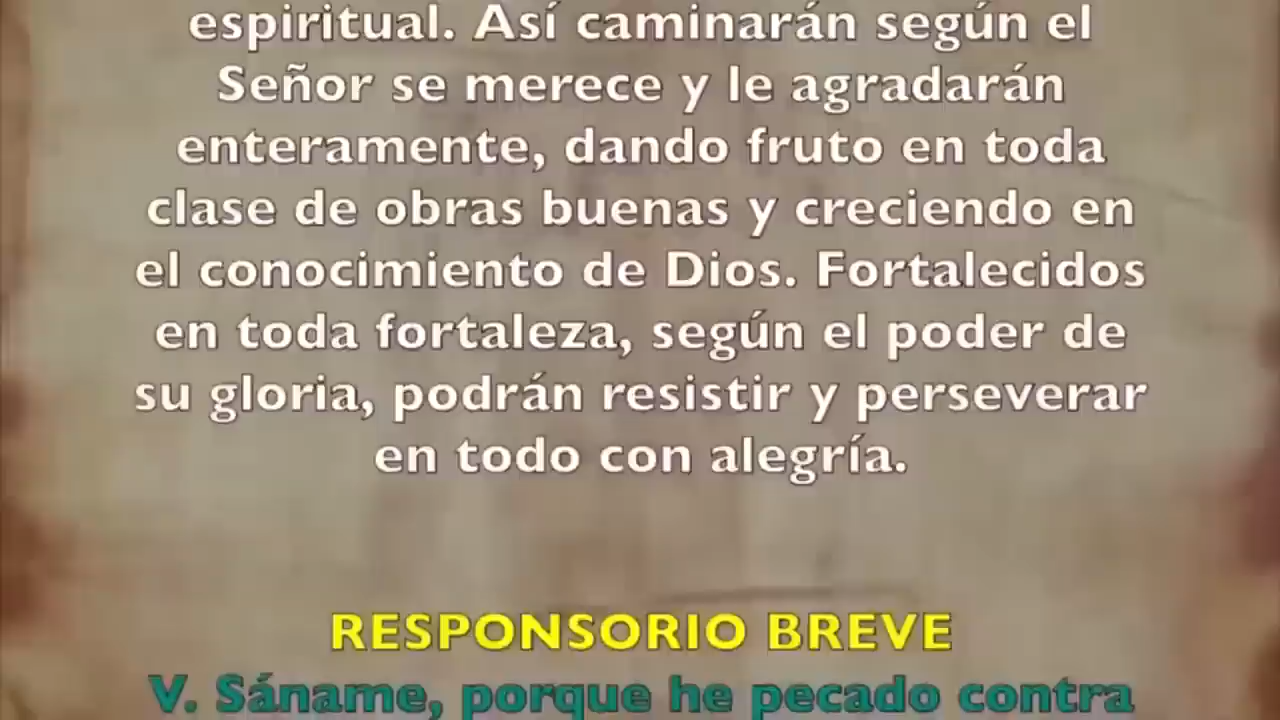 espiritual. Así caminarán según el
Señor se merece y le agradarán
enteramente, dando fruto en toda
clase de obras buenas y creciendo en
el conocimiento de Dios. Fortalecidos
en toda fortaleza, según el poder de
su gloria, podrán resistir y perseverar
en todo con alegría.
RESPONSORIO BREVE
V. Sáname, porque he pecado contra